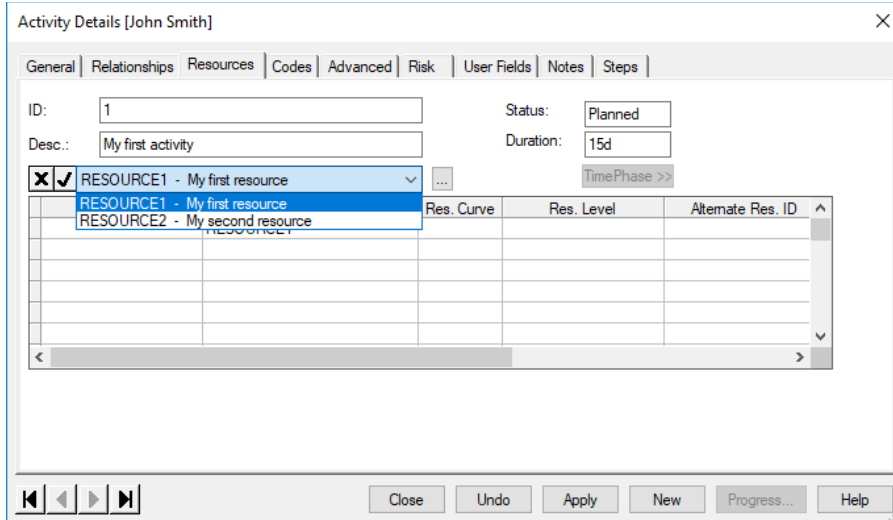 Activity Details [John Smith]
General Relationships Resources Codes Advanced Risk User Fields Notes Steps
ID: 1 Status: Planned
Desc.: My first activity Duration: 15d
RESOURCE1 - My first resource ... TimePhase >>
RESOURCE1 - My first resource
RESOURCE2 - My second resource
Res. Curve Res. Level Alternate Res. ID
RESOURCE1
Close Undo Apply New Progress... Help